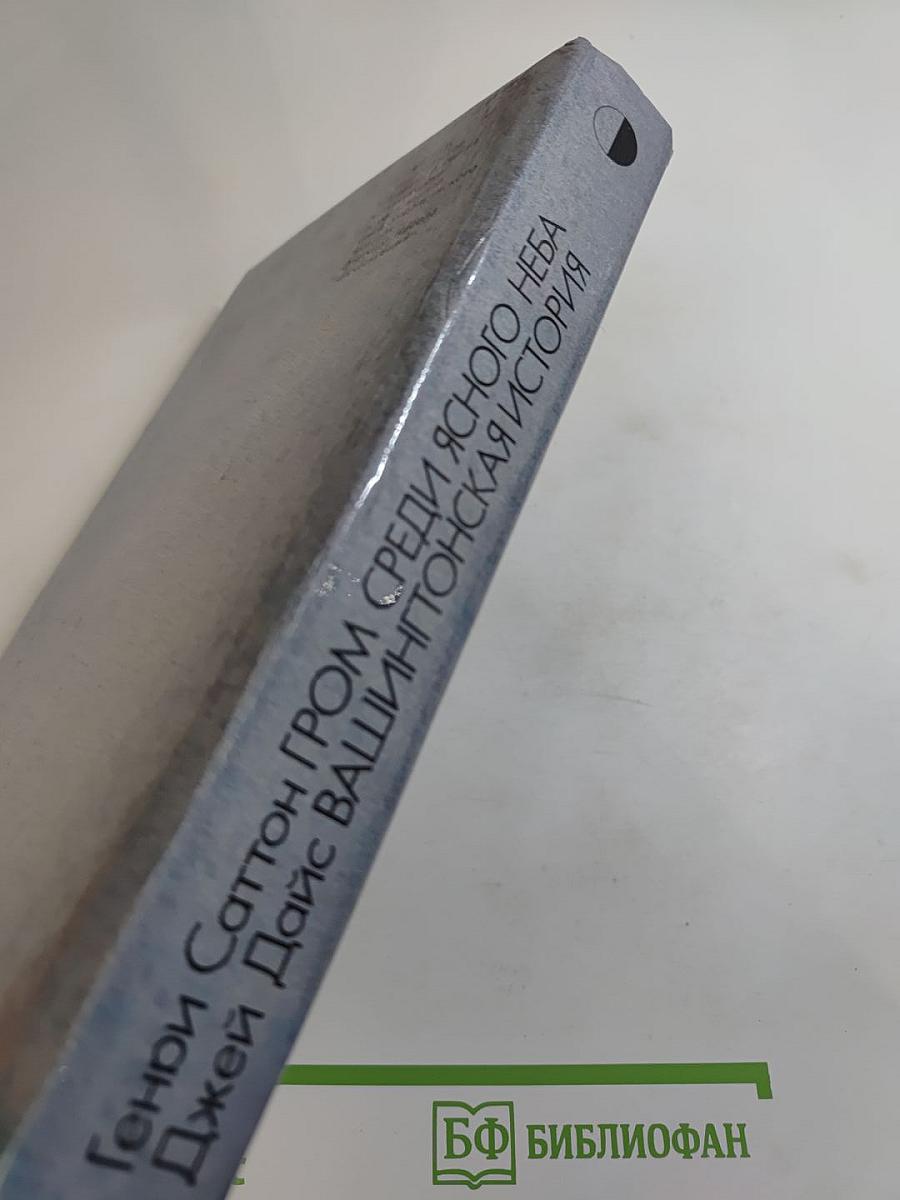 Генри Саттон ГРОМ СРЕДИ ЯСНОГО НЕБА
Джей Дайс ВАШИНГТОНСКАЯ ИСТОРИЯ
БФ БИБЛИОФАН